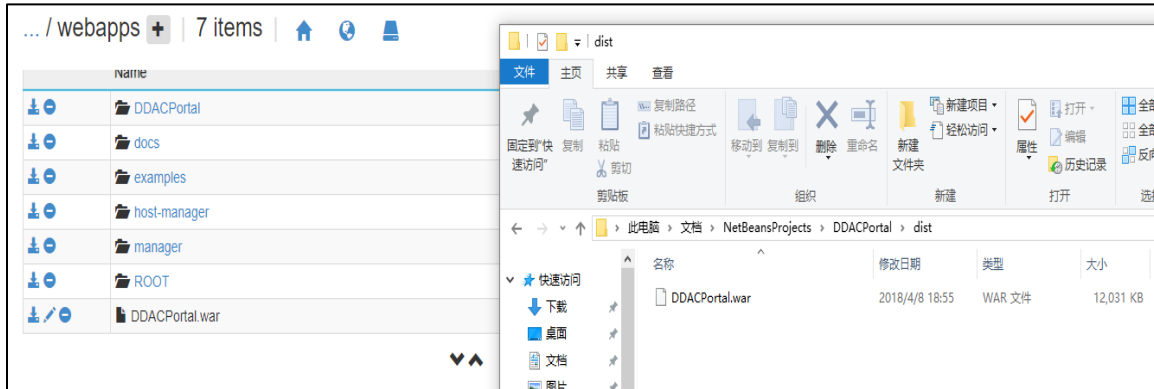 ... / webapps + | 7 items |
Name
DDACPortal
docs
examples
host-manager
manager
ROOT
DDACPortal.war
dist
文件 主页 共享 查看
固定到"快速访问"
复制
粘贴
复制路径
粘贴快捷方式
剪切
剪贴板
移动到
复制到
删除
重命名
组织
新建文件夹
新建项目
轻松访问
新建
属性
打开
编辑
历史记录
打开
此电脑 › 文档 › NetBeansProjects › DDACPortal › dist
快速访问
下载
桌面
文档
图片
名称 修改日期 类型 大小
DDACPortal.war 2018/4/8 18:55 WAR 文件 12,031 KB